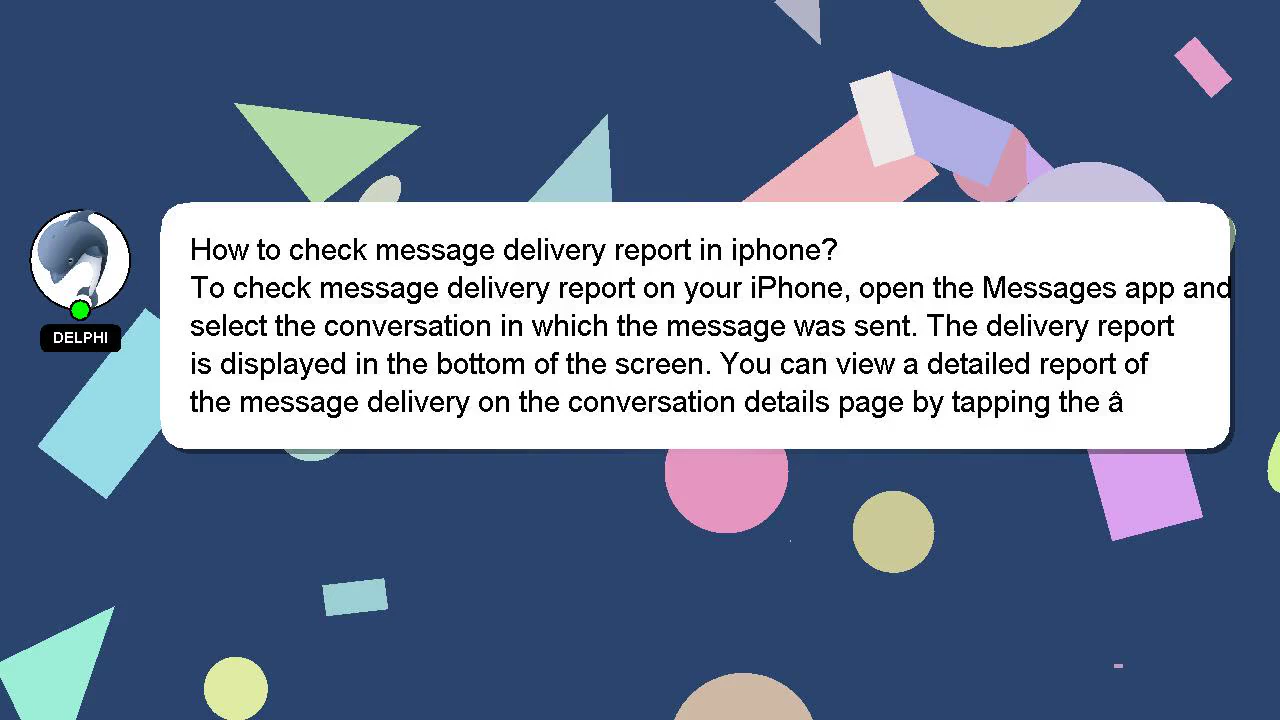 How to check message delivery report in iphone?
To check message delivery report on your iPhone, open the Messages app and
select the conversation in which the message was sent. The delivery report
is displayed in the bottom of the screen. You can view a detailed report of
the message delivery on the conversation details page by tapping the â
DELPHI